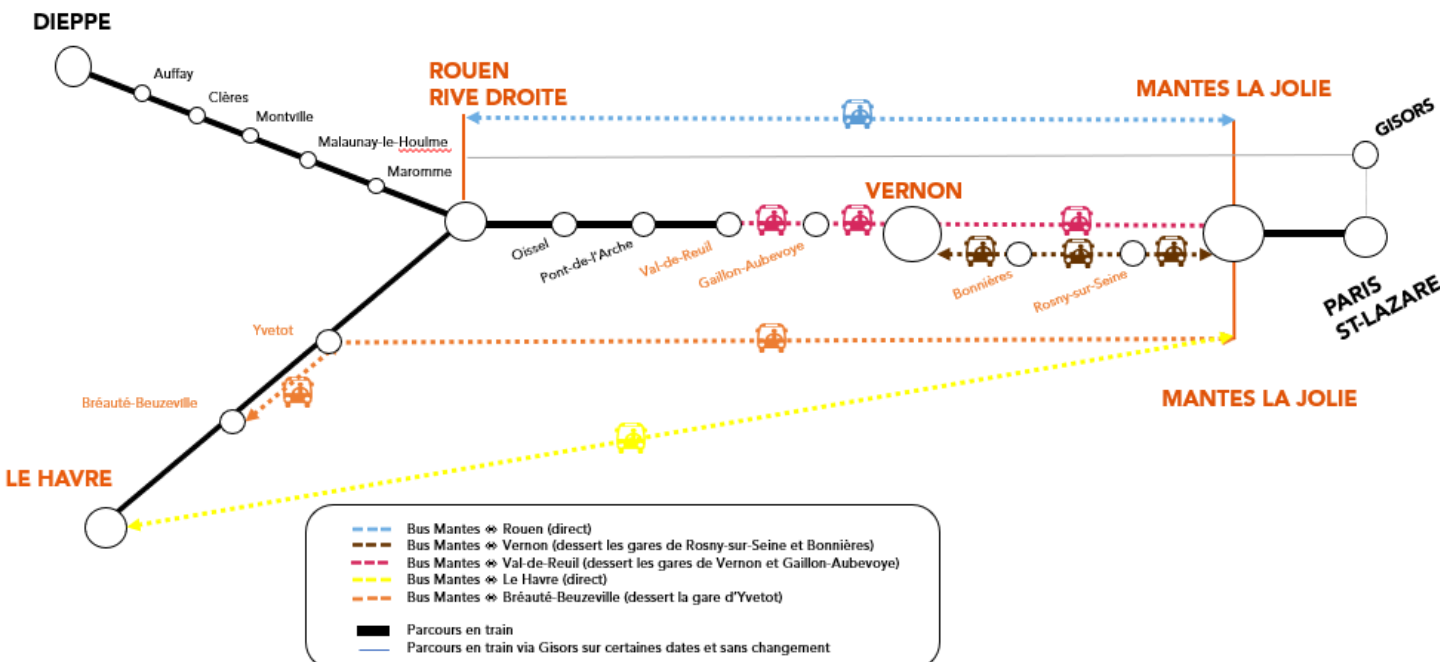 DIEPPE
Auffay
Clères
Montville
Malaunay-le-Houlme
Maromme
ROUEN
RIVE DROITE
MANTES LA JOLIE
GISORS
VERNON
Oissel
Pont-de-l'Arche
Val-de-Reuil
Gaillon-Aubevoye
Bonnières
Rosny-sur-Seine
PARIS
ST-LAZARE
Yvetot
Bréauté-Beuzeville
MANTES LA JOLIE
LE HAVRE
Bus Mantes ⇔ Rouen (direct)
Bus Mantes ⇔ Vernon (dessert les gares de Rosny-sur-Seine et Bonnières)
Bus Mantes ⇔ Val-de-Reuil (dessert les gares de Vernon et Gaillon-Aubevoye)
Bus Mantes ⇔ Le Havre (direct)
Bus Mantes ⇔ Bréauté-Beuzeville (dessert la gare d'Yvetot)
Parcours en train
Parcours en train via Gisors sur certaines dates et sans changement